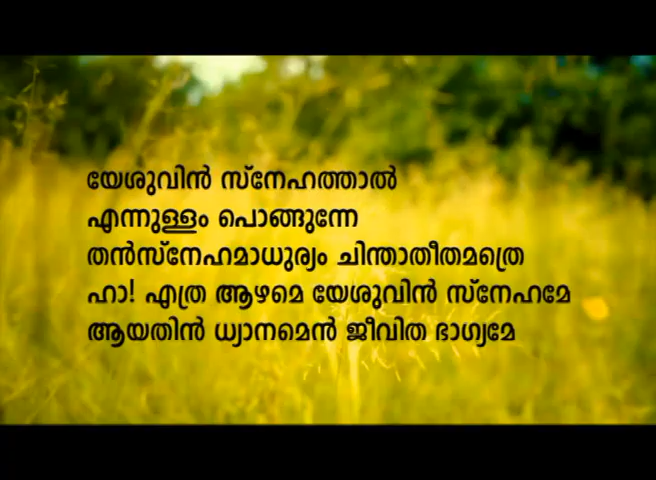 യേശുവിൻ സ്നേഹത്താൽ
എന്നുള്ളം പൊങ്ങുന്നേ
തൻസ്നേഹമാധുര്യം ചിന്താതീതമത്രെ
ഹാ! എത്ര ആഴമെ യേശുവിൻ സ്നേഹമേ
ആയതിൻ ധ്യാനമെൻ ജീവിത ഭാഗ്യമേ